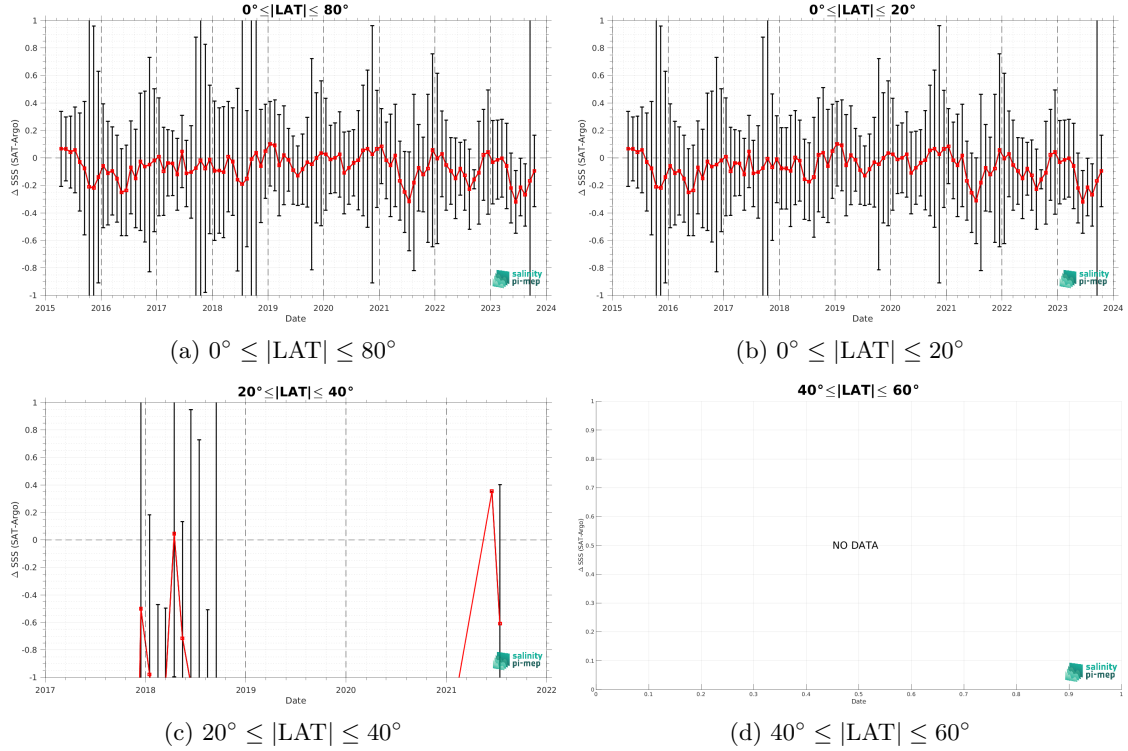 0°≤|LAT|≤ 80°
Δ SSS (SAT-Argo)
1
0.8
0.6
0.4
0.2
0
-0.2
-0.4
-0.6
-0.8
-1
2015 2016 2017 2018 2019 2020 2021 2022 2023 2024
Date
salinity
pi-mep
(a) 0° ≤ |LAT| ≤ 80°
0°≤|LAT|≤ 20°
Δ SSS (SAT-Argo)
1
0.8
0.6
0.4
0.2
0
-0.2
-0.4
-0.6
-0.8
-1
2015 2016 2017 2018 2019 2020 2021 2022 2023 2024
Date
salinity
pi-mep
(b) 0° ≤ |LAT| ≤ 20°
20°≤|LAT|≤ 40°
Δ SSS (SAT-Argo)
1
0.8
0.6
0.4
0.2
0
-0.2
-0.4
-0.6
-0.8
-1
2017 2018 2019 2020 2021 2022
Date
salinity
pi-mep
(c) 20° ≤ |LAT| ≤ 40°
40°≤|LAT|≤ 60°
Δ SSS (SAT-Argo)
1
0.9
0.8
0.7
0.6
0.5
0.4
0.3
0.2
0.1
0
NO DATA
0 0.1 0.2 0.3 0.4 0.5 0.6 0.7 0.8 0.9 1
Date
salinity
pi-mep
(d) 40° ≤ |LAT| ≤ 60°